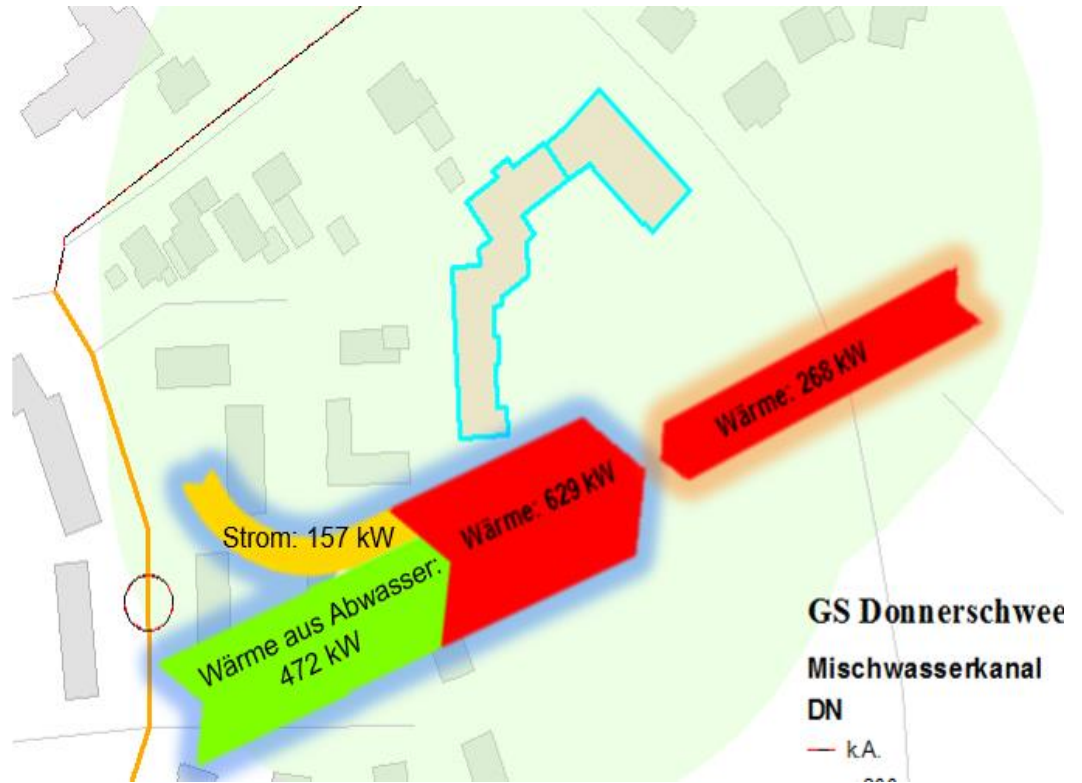 Wärme: 268 kW
Wärme: 629 kW
Strom: 157 kW
Wärme aus Abwasser:
472 kW
GS Donnerschwee
Mischwasserkanal
DN
k.A.